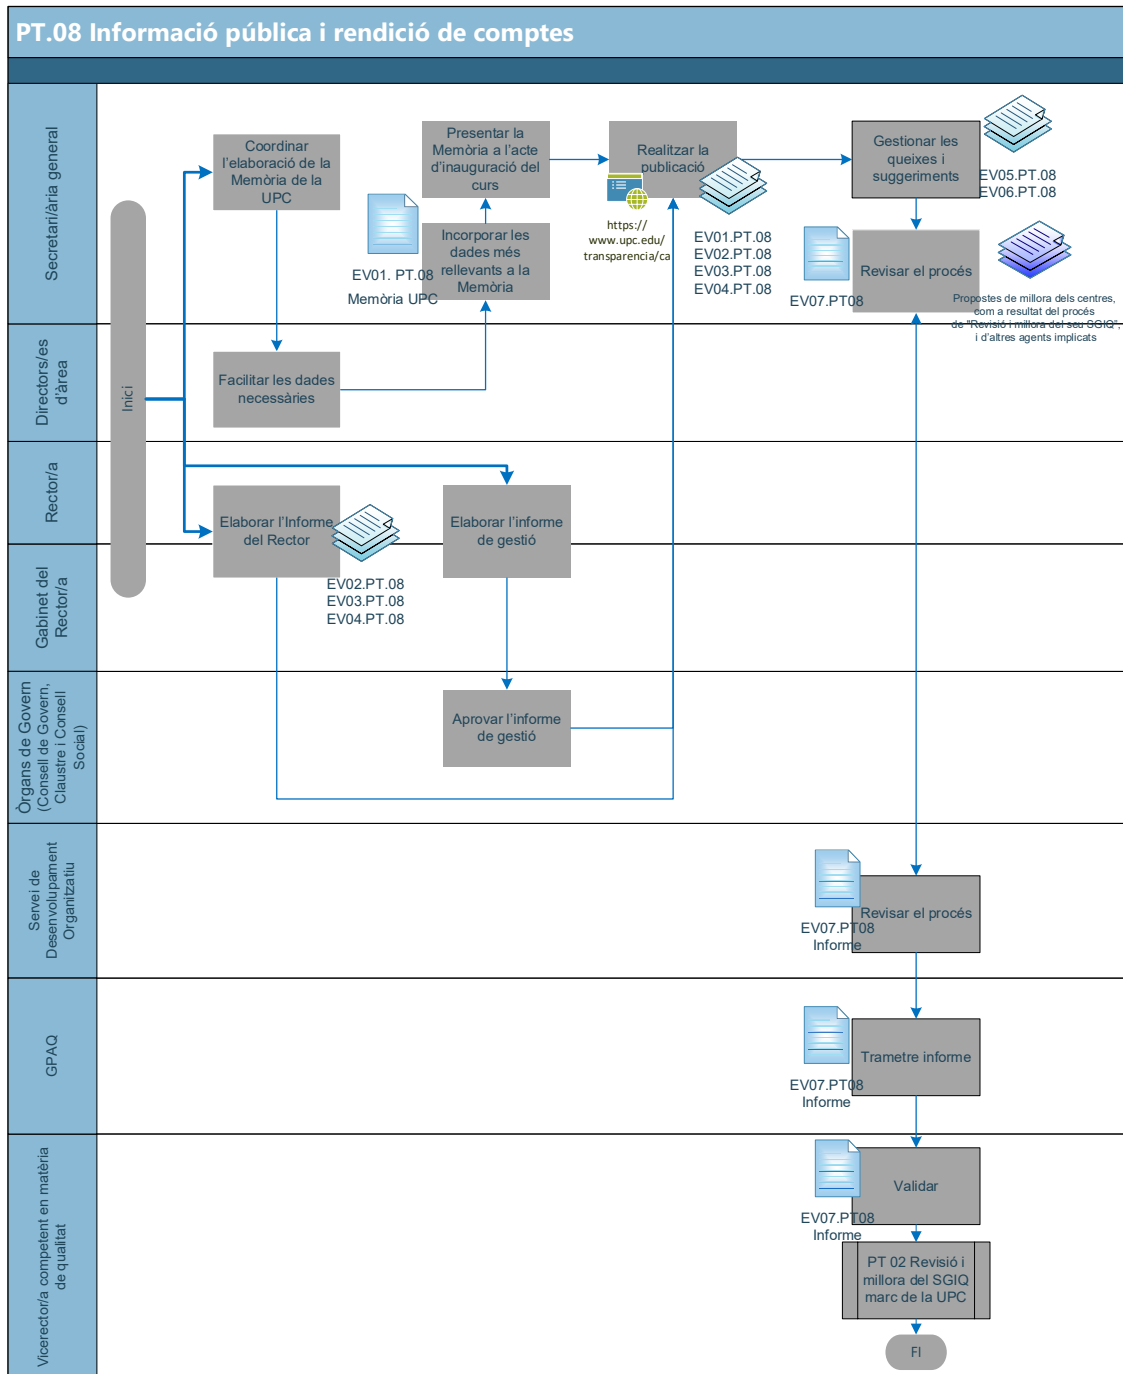 PT.08 Informació pública i rendició de comptes
Secretari/ària general
Coordinar
l'elaboració de la
Memòria de la
UPC
Presentar la
Memòria a l'acte
d'inauguració del
curs
Realitzar la
publicació
Gestionar les
queixes i
suggeriments
EV05.PT.08
EV06.PT.08
https://
www.upc.edu/
transparencia/ca
EV01.PT.08
EV02.PT.08
EV03.PT.08
EV04.PT.08
EV01. PT.08
Memòria UPC
Incorporar les
dades més
rellevants a la
Memòria
Revisar el procés
EV07.PT08
Propostes de millora dels centres,
com a resultat del procés
de "Revisió i millora del seu SGIQ",
i d'altres agents implicats
Inici
Directors/es
d'àrea
Facilitar les dades
necessàries
Rector/a
Elaborar l'Informe
del Rector
EV02.PT.08
EV03.PT.08
EV04.PT.08
Elaborar l'informe
de gestió
Gabinet del
Rector/a
Òrgans de Govern
(Consell de Govern,
Claustre i Consell
Social)
Aprovar l'informe
de gestió
Servei de
Desenvolupament
Organitzatiu
Revisar el procés
EV07.PT08
Informe
GPAQ
Trametre informe
EV07.PT08
Informe
Vicerector/a competent en matèria
de qualitat
Validar
EV07.PT08
Informe
PT 02 Revisió i
millora del SGIQ
marc de la UPC
FI